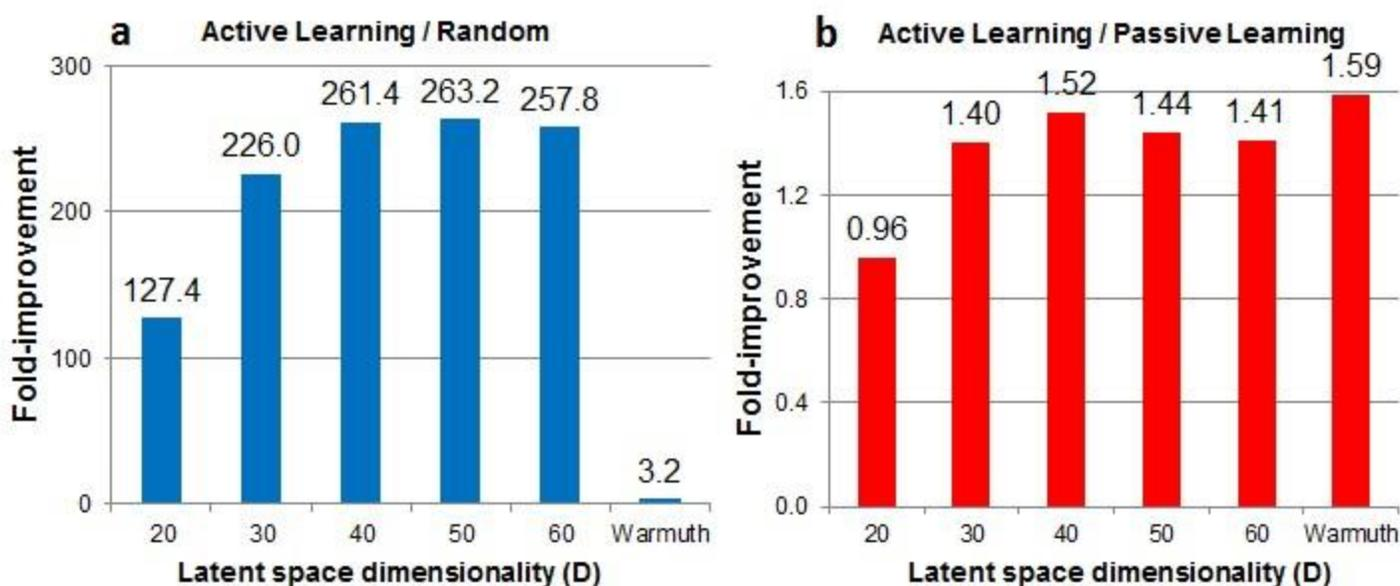 a Active Learning / Random
300
200
100
0
Fold-improvement
127.4
226.0
261.4
263.2
257.8
3.2
20 30 40 50 60 Warmuth
Latent space dimensionality (D)
b Active Learning / Passive Learning
1.6
1.2
0.8
0.4
0.0
Fold-improvement
0.96
1.40
1.52
1.44
1.41
1.59
20 30 40 50 60 Warmuth
Latent space dimensionality (D)